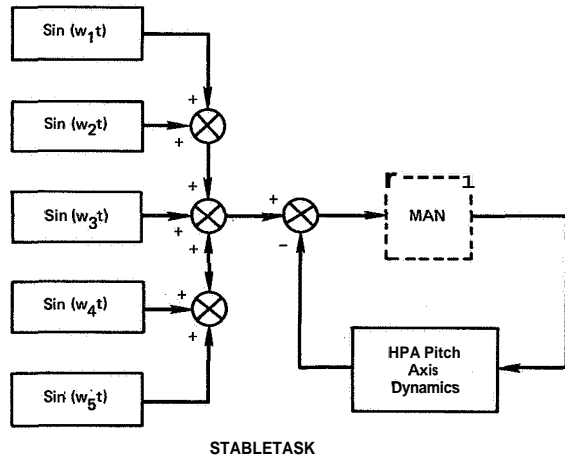 Sin (w1t)
+
Sin (w2t)
+
+
Sin (w3t)
+
+
+
-
MAN
Sin (w4t)
+
+
HPA Pitch
Axis
Dynamics
Sin (w5t)
STABLETASK